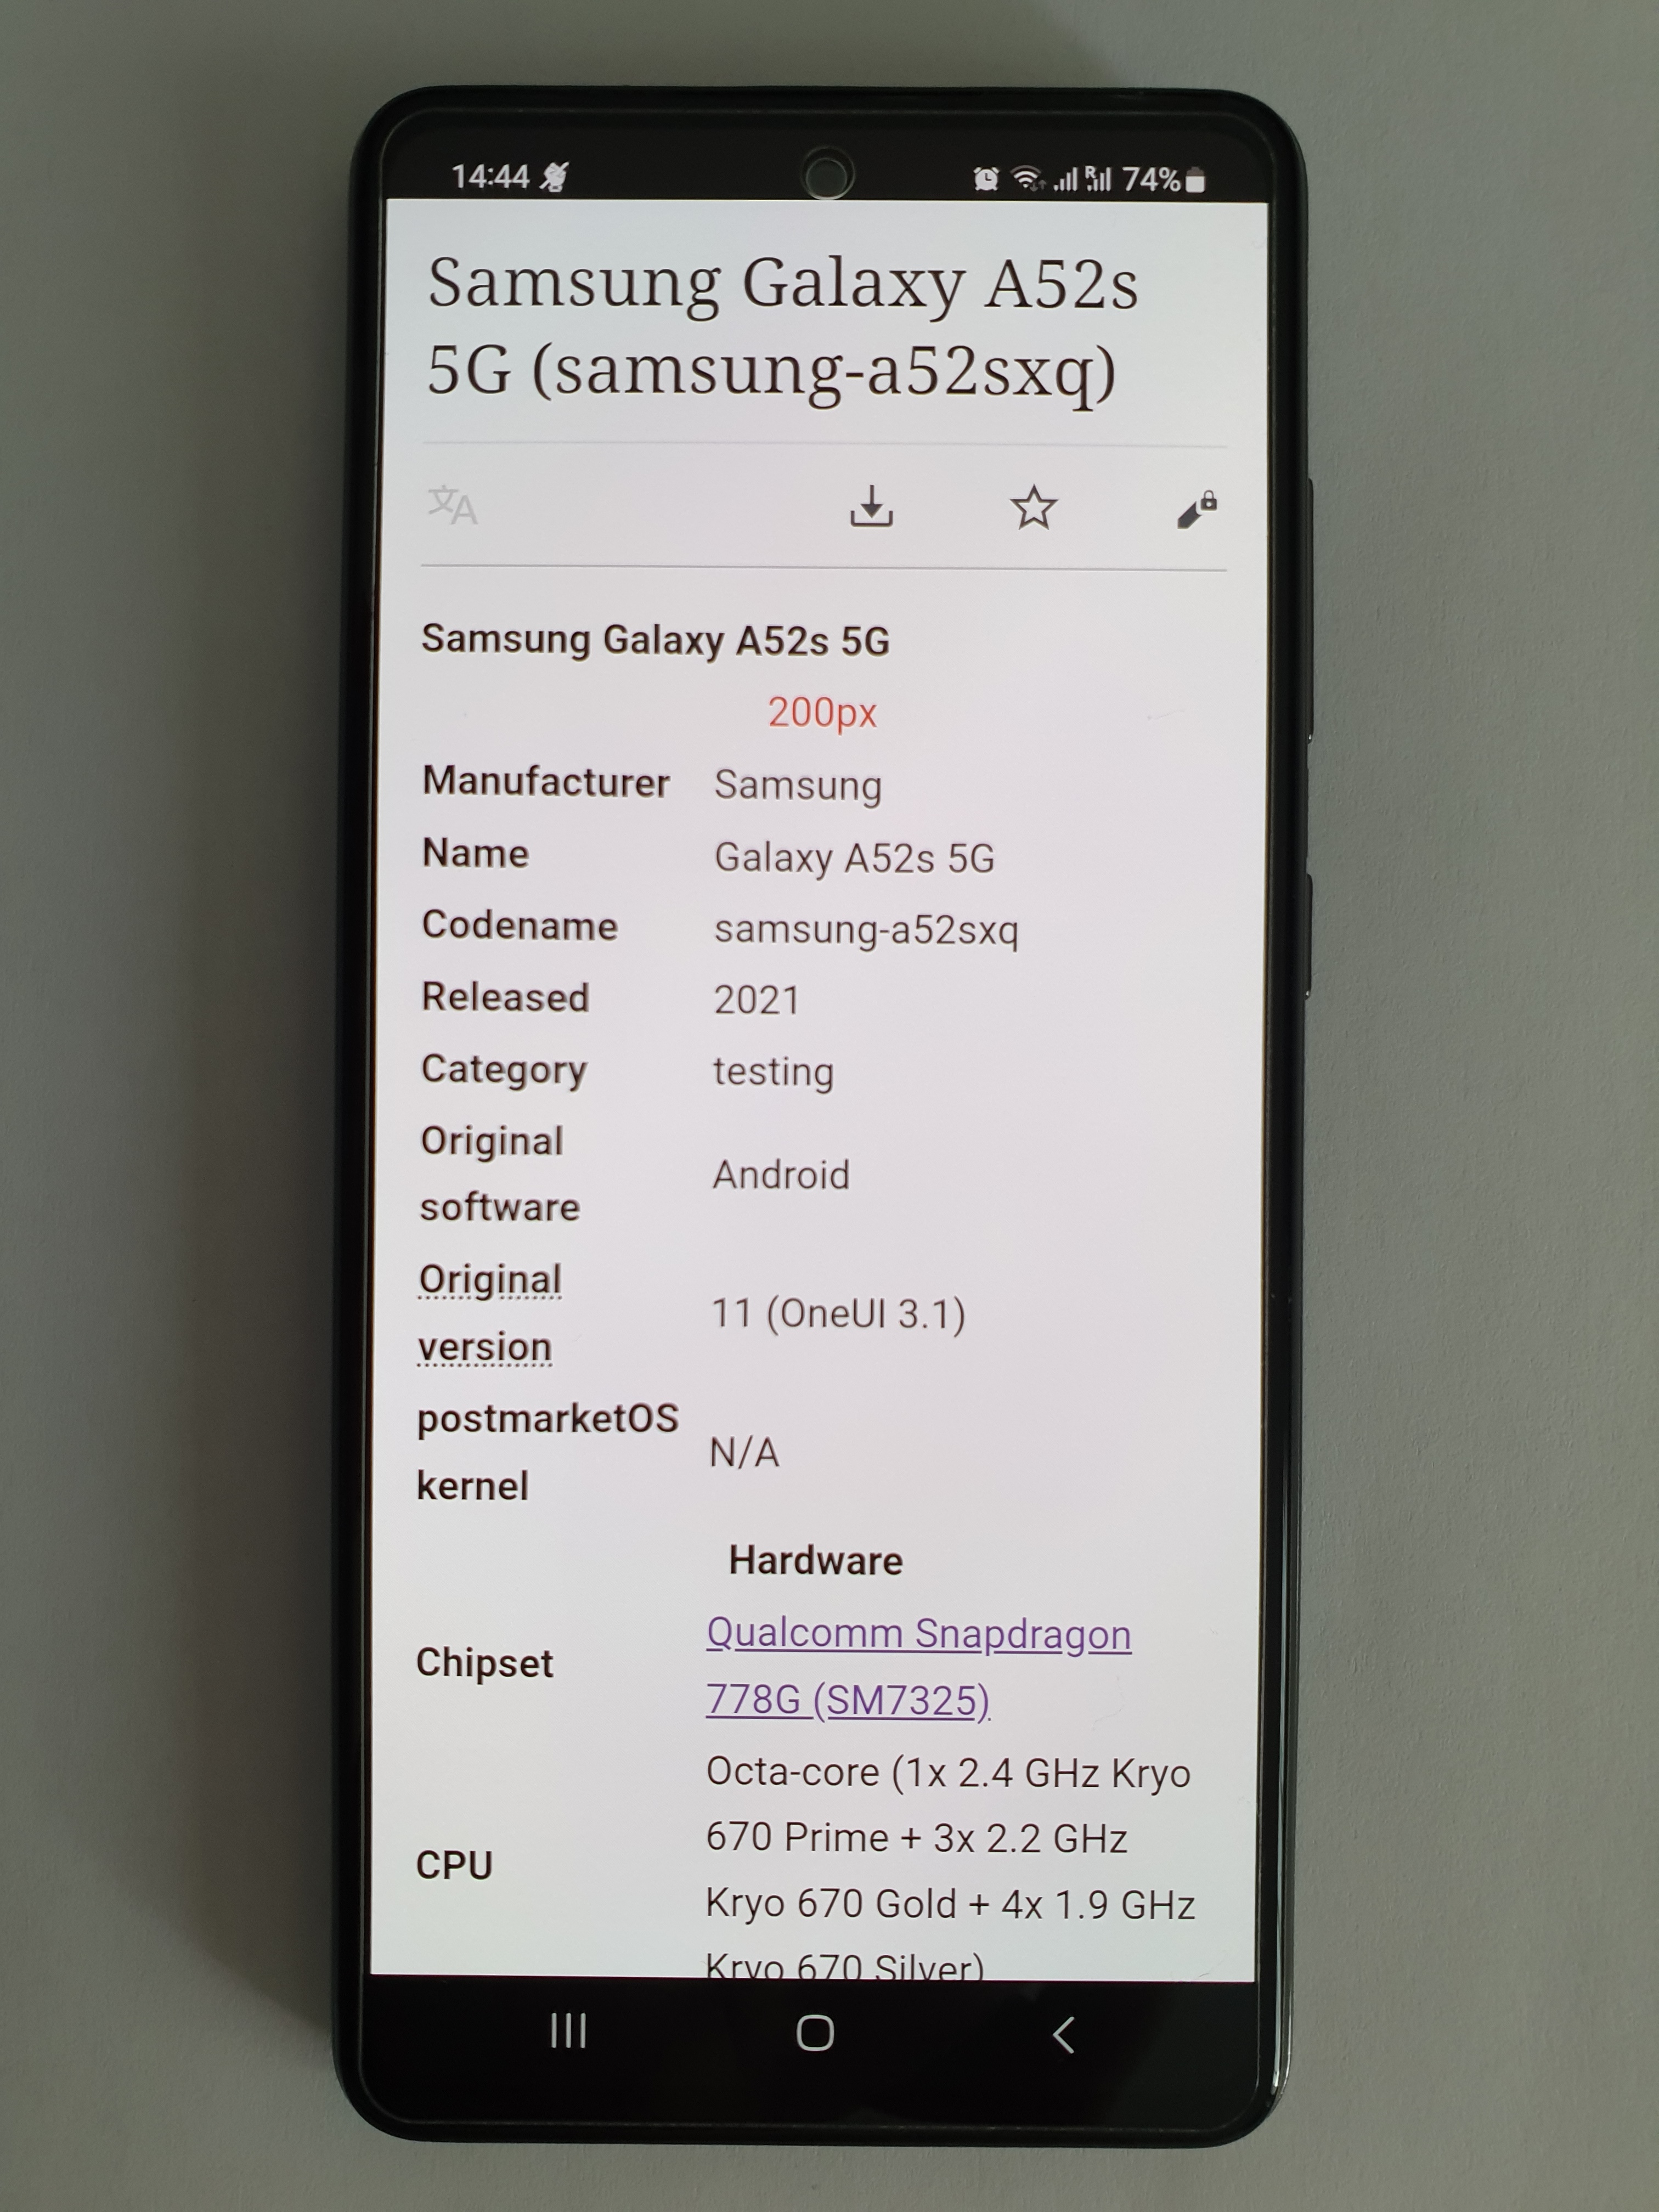 14:44
R
74%
Samsung Galaxy A52s
5G (samsung-a52sxq)
文A
Samsung Galaxy A52s 5G
200px
Manufacturer Samsung
Name Galaxy A52s 5G
Codename samsung-a52sxq
Released 2021
Category testing
Original
software
Android
Original
version
11 (OneUI 3.1)
postmarketOS
kernel
N/A
Hardware
Chipset
Qualcomm Snapdragon
778G (SM7325)
CPU
Octa-core (1x 2.4 GHz Kryo
670 Prime + 3x 2.2 GHz
Kryo 670 Gold + 4x 1.9 GHz
Kryo 670 Silver)